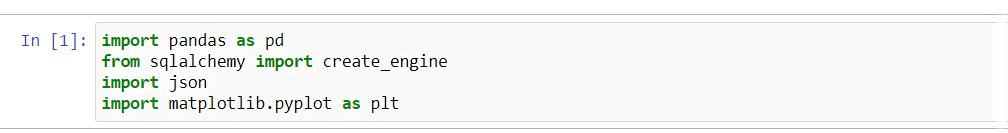 In [1]: import pandas as pd
from sqlalchemy import create_engine
import json
import matplotlib.pyplot as plt